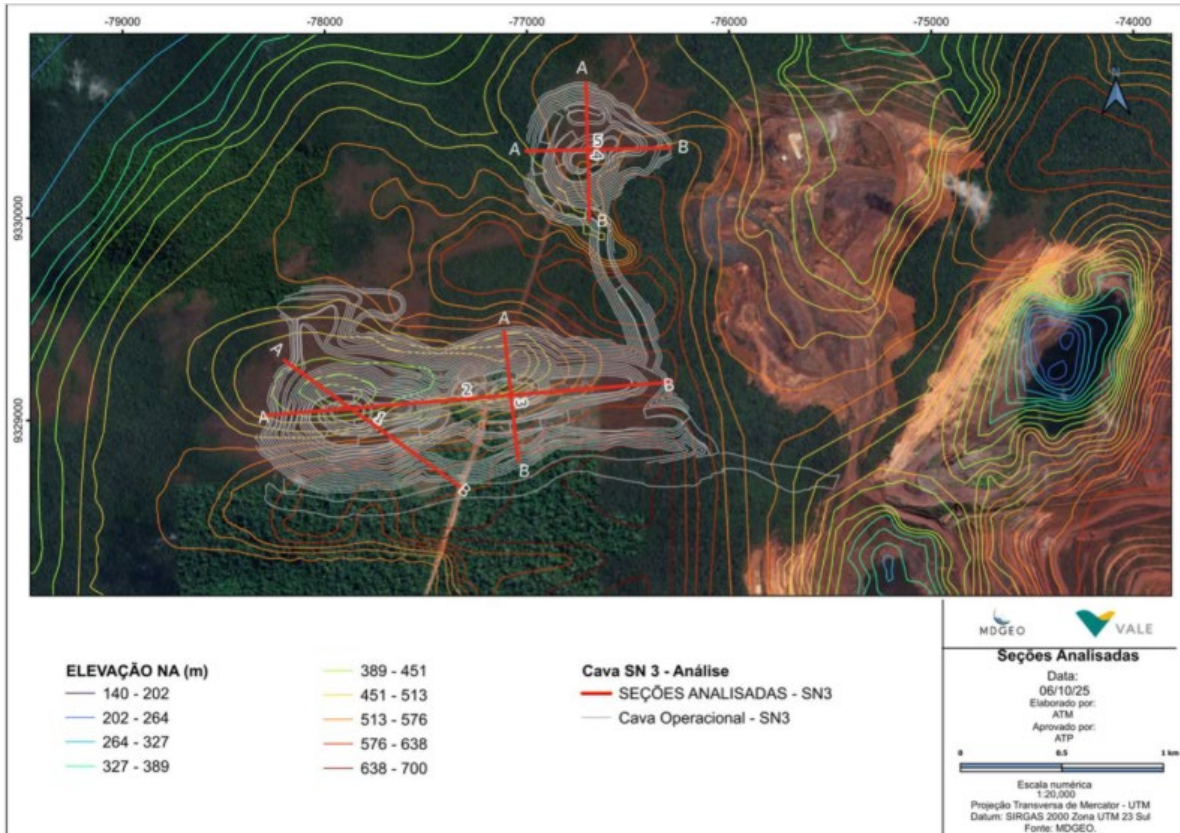 -79000 -78000 -77000 -76000 -75000 -74000
N
A
A 5 B
4
9330000
B
A
A
2 B
A 1 3
9329000
B
B
ELEVAÇÃO NA (m)
140 - 202
202 - 264
264 - 327
327 - 389
389 - 451
451 - 513
513 - 576
576 - 638
638 - 700
Cava SN 3 - Análise
SEÇÕES ANALISADAS - SN3
Cava Operacional - SN3
MDGEO VALE
Seções Analisadas
Data:
06/10/25
Elaborado por:
ATM
Aprovado por:
ATP
0 0.5 1 km
Escala numérica
1:20,000
Projeção Transversa de Mercator - UTM
Datum: SIRGAS 2000 Zona UTM 23 Sul
Fonte: MDGEO.